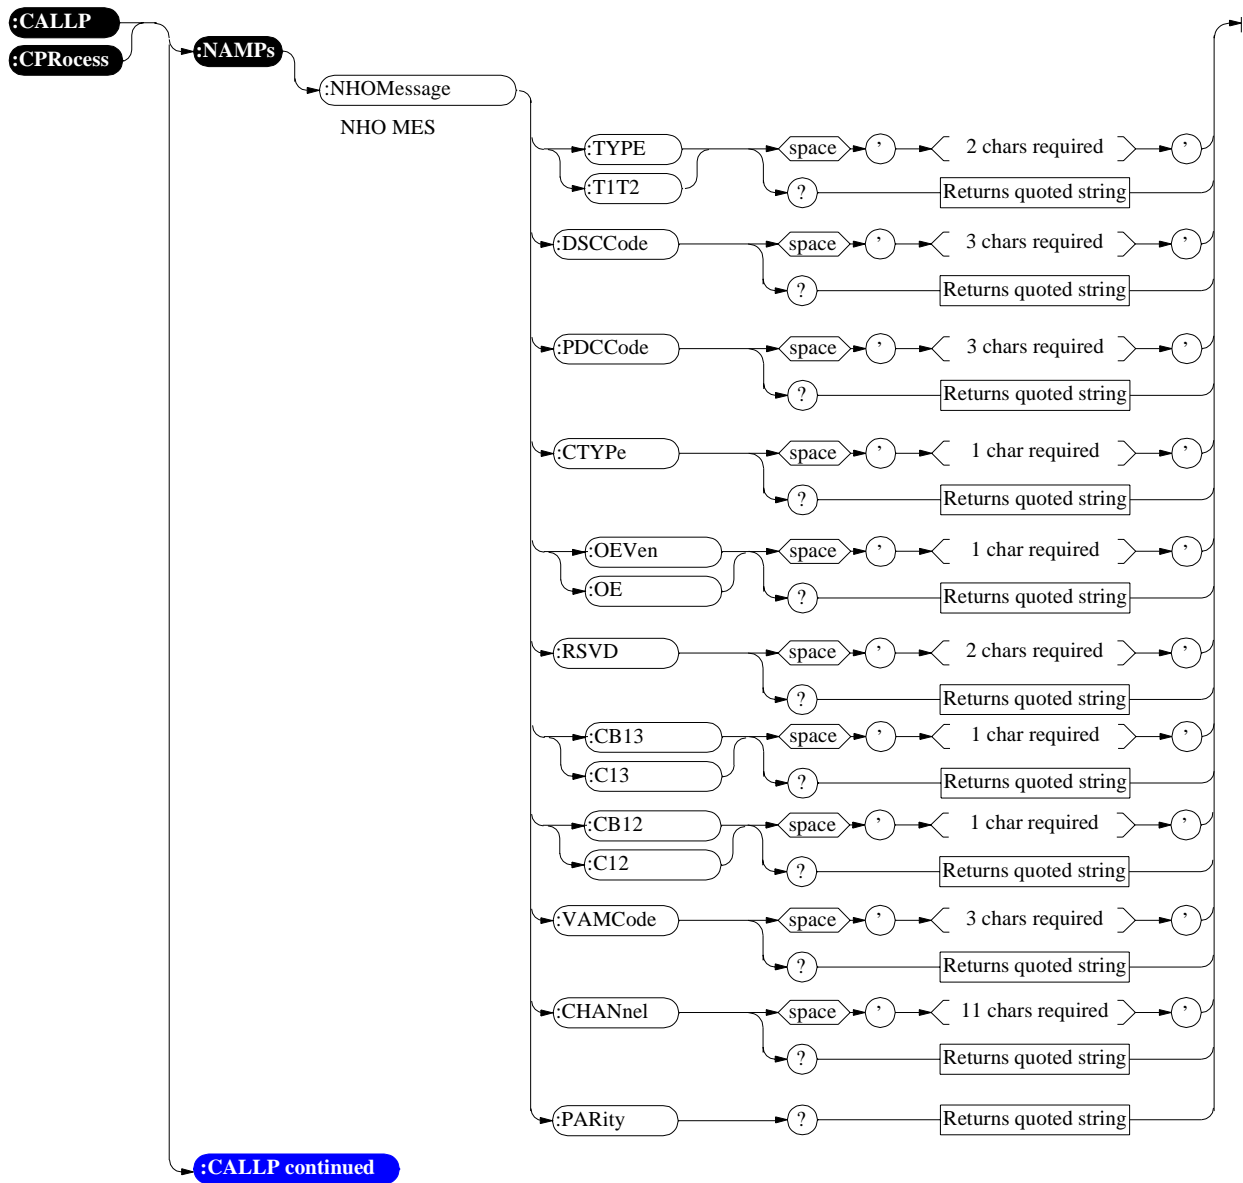 :CALLP
:CPRocess
:NAMPs
:NHOMessage
NHO MES
:TYPE space ’ 2 chars required ’
:T1T2 ? Returns quoted string
:DSCCode space ’ 3 chars required ’
? Returns quoted string
:PDCCode space ’ 3 chars required ’
? Returns quoted string
:CTYPe space ’ 1 char required ’
? Returns quoted string
:OEVen space ’ 1 char required ’
:OE ? Returns quoted string
:RSVD space ’ 2 chars required ’
? Returns quoted string
:CB13 space ’ 1 char required ’
:C13 ? Returns quoted string
:CB12 space ’ 1 char required ’
:C12 ? Returns quoted string
:VAMCode space ’ 3 chars required ’
? Returns quoted string
:CHANnel space ’ 11 chars required ’
? Returns quoted string
:PARity ? Returns quoted string
:CALLP continued